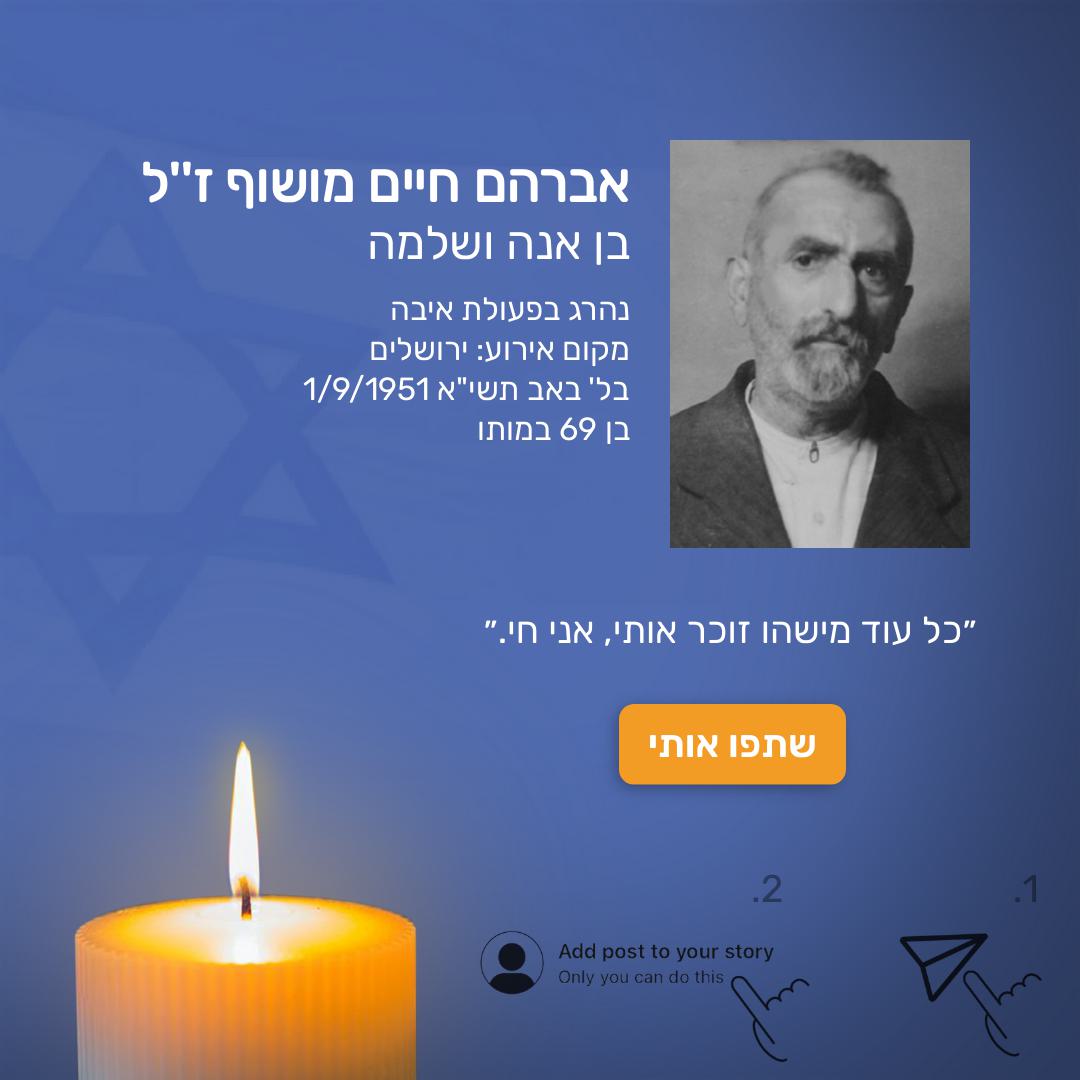 אברהם חיים מושוף ז"ל
בן אנה ושלמה
נהרג בפעולת איבה
מקום אירוע: ירושלים
בל' באב תשי"א 1/9/1951
בן 69 במותו
״כל עוד מישהו זוכר אותי, אני חי.״
שתפו אותי
1.
2.
Add post to your story
Only you can do this